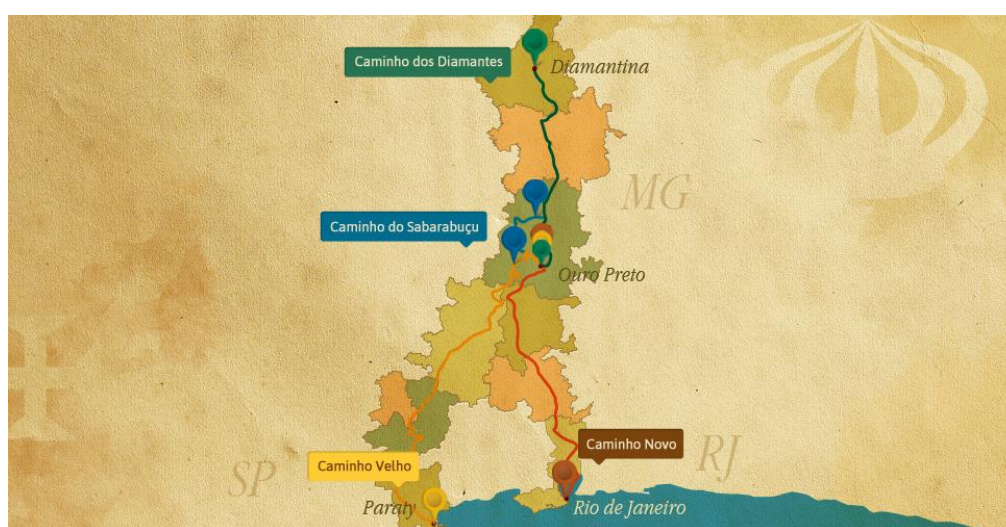 Caminho dos Diamantes
Diamantina
MG
Caminho do Sabarabuçu
Ouro Preto
Caminho Novo
RJ
Caminho Velho
SP
Paraty
Rio de Janeiro